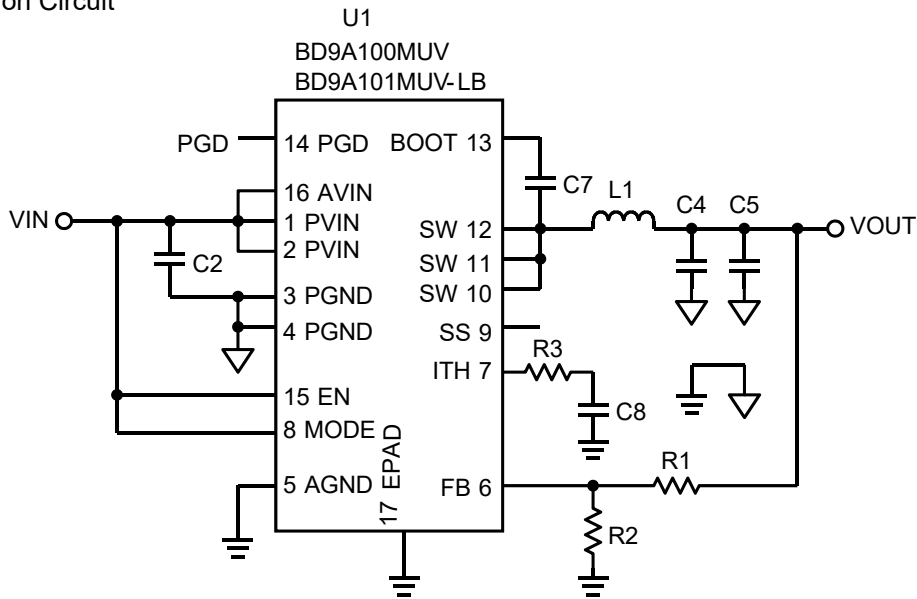 on Circuit
U1
BD9A100MUV
BD9A101MUV-LB
PGD
14 PGD
BOOT 13
C7
L1
C4
C5
16 AVIN
VIN
1 PVIN
2 PVIN
C2
SW 12
SW 11
SW 10
VOUT
3 PGND
4 PGND
SS 9
R3
ITH 7
C8
15 EN
8 MODE
5 AGND
17 EPAD
FB 6
R1
R2